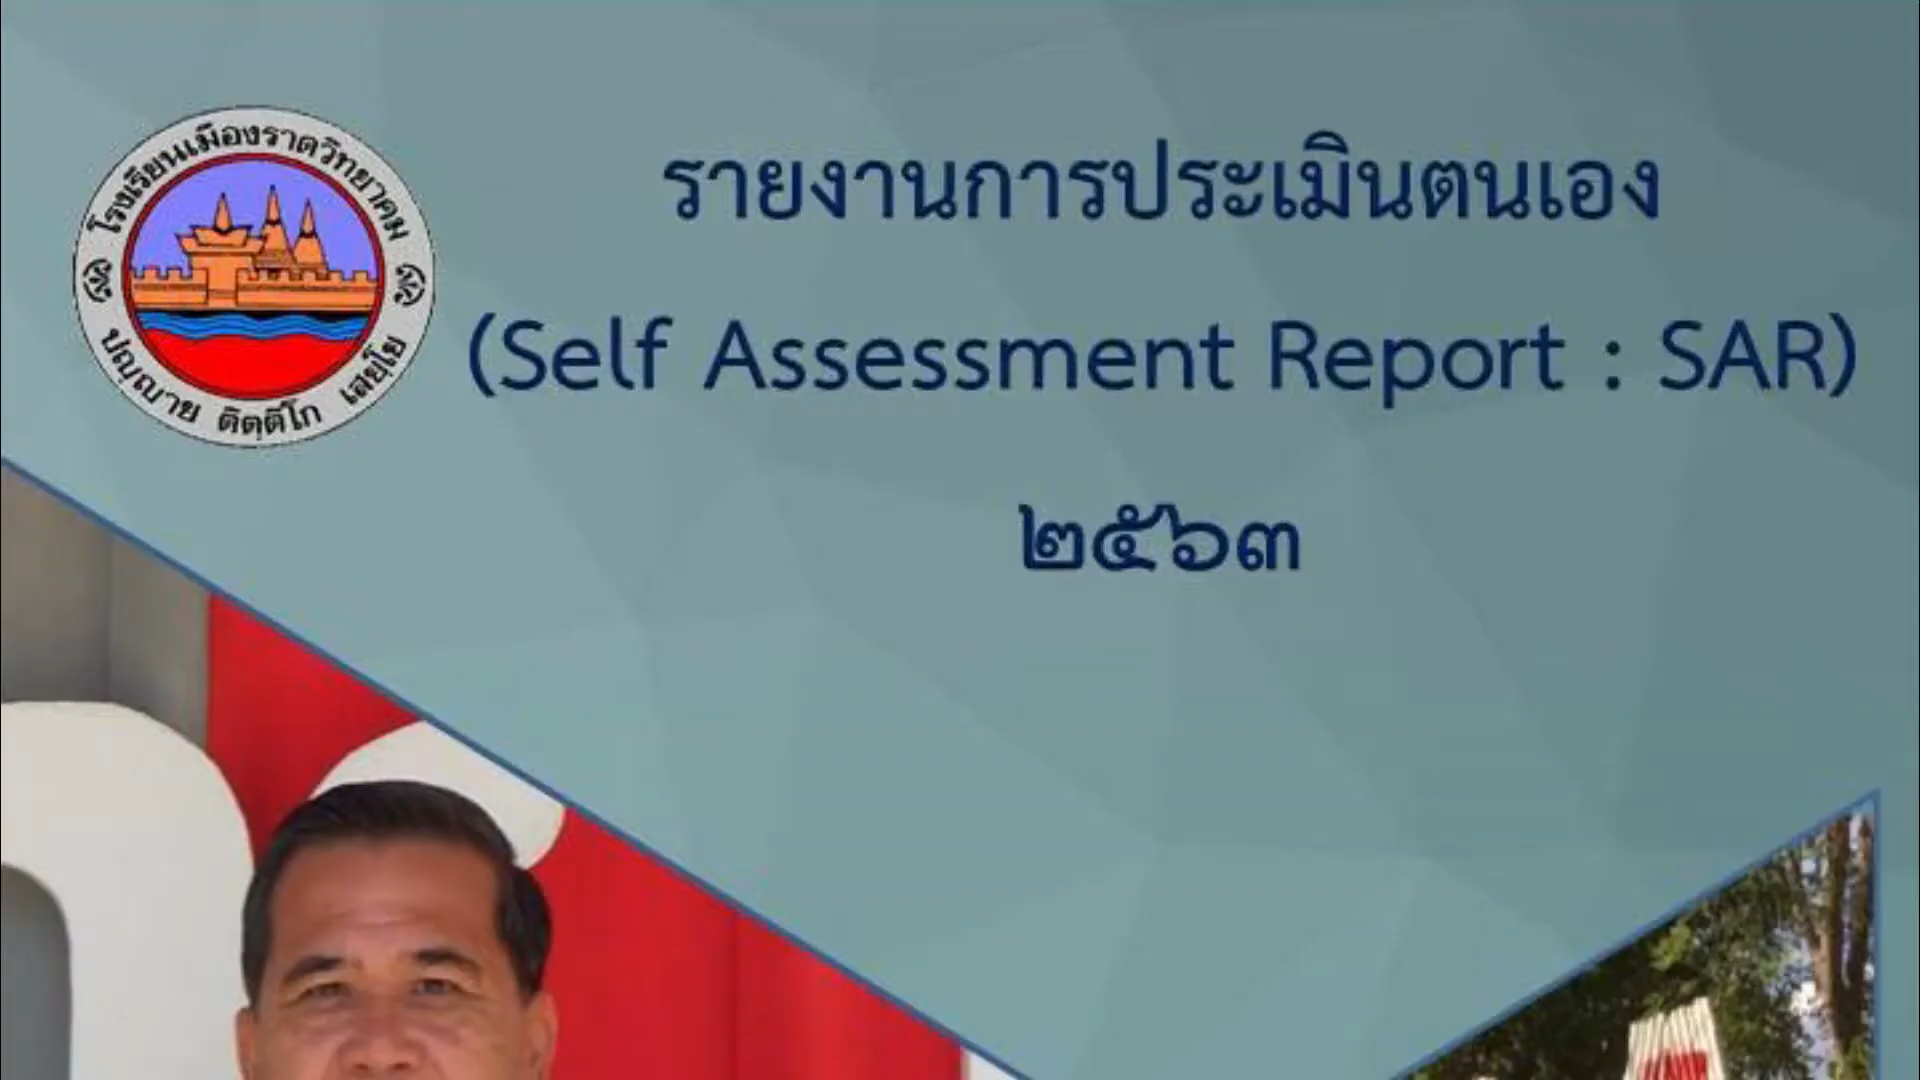 โรงเรียนเมืองราดวิทยาคม
ปญฺญาย ติตฺตีโก เสยฺโย
รายงานการประเมินตนเอง
(Self Assessment Report : SAR)
๒๕๖๓